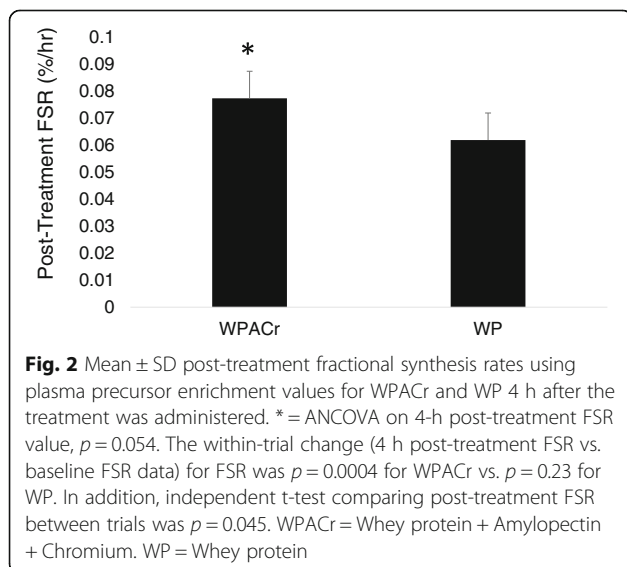 Post-Treatment FSR (%/hr)
0.1
0.09
0.08
0.07
0.06
0.05
0.04
0.03
0.02
0.01
0
*
WPACr
WP
Fig. 2 Mean ± SD post-treatment fractional synthesis rates using
plasma precursor enrichment values for WPACr and WP 4 h after the
treatment was administered. * = ANCOVA on 4-h post-treatment FSR
value, p = 0.054. The within-trial change (4 h post-treatment FSR vs.
baseline FSR data) for FSR was p = 0.0004 for WPACr vs. p = 0.23 for
WP. In addition, independent t-test comparing post-treatment FSR
between trials was p = 0.045. WPACr = Whey protein + Amylopectin
+ Chromium. WP = Whey protein